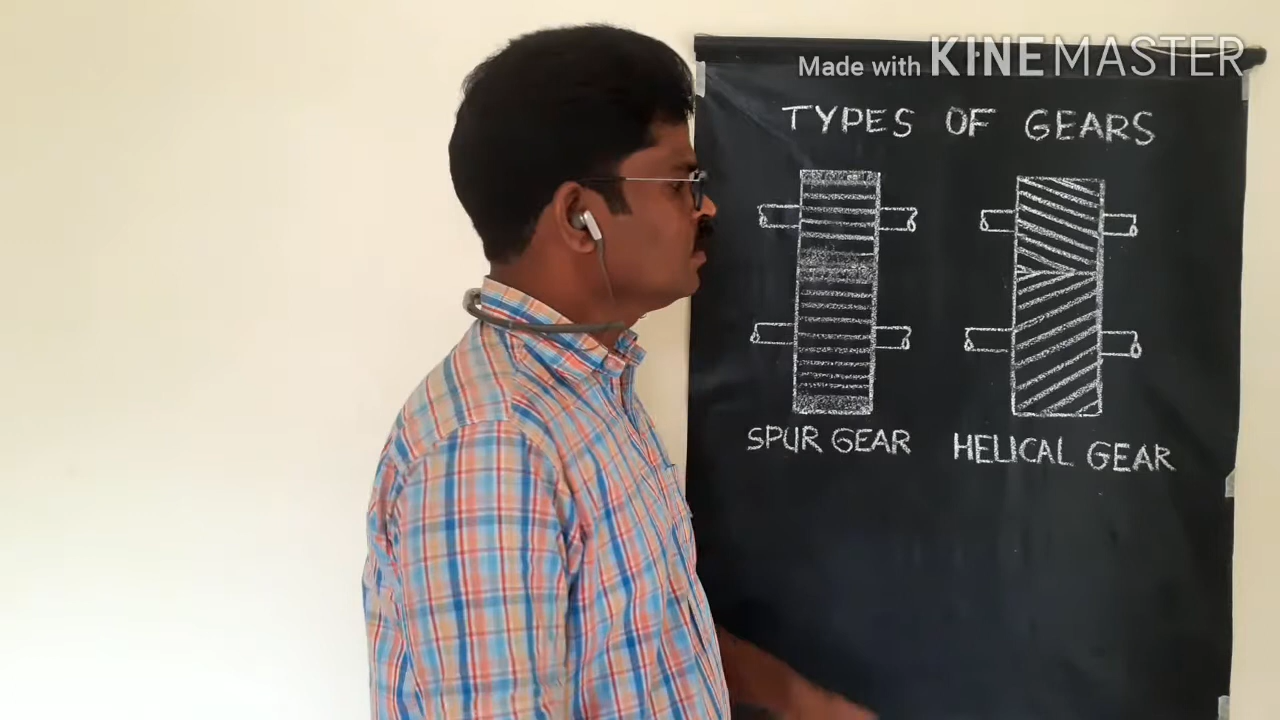 Made with KINEMASTER
TYPES OF GEARS
SPUR GEAR
HELICAL GEAR